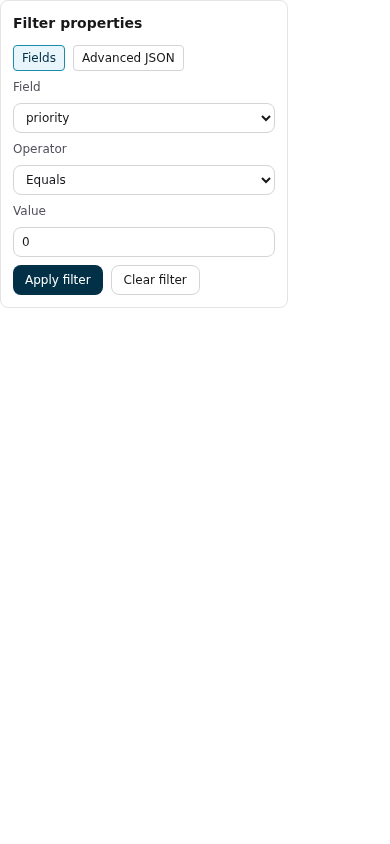 Filter properties
Fields Advanced JSON
Field
priority
Operator
Equals
Value
0
Apply filter Clear filter